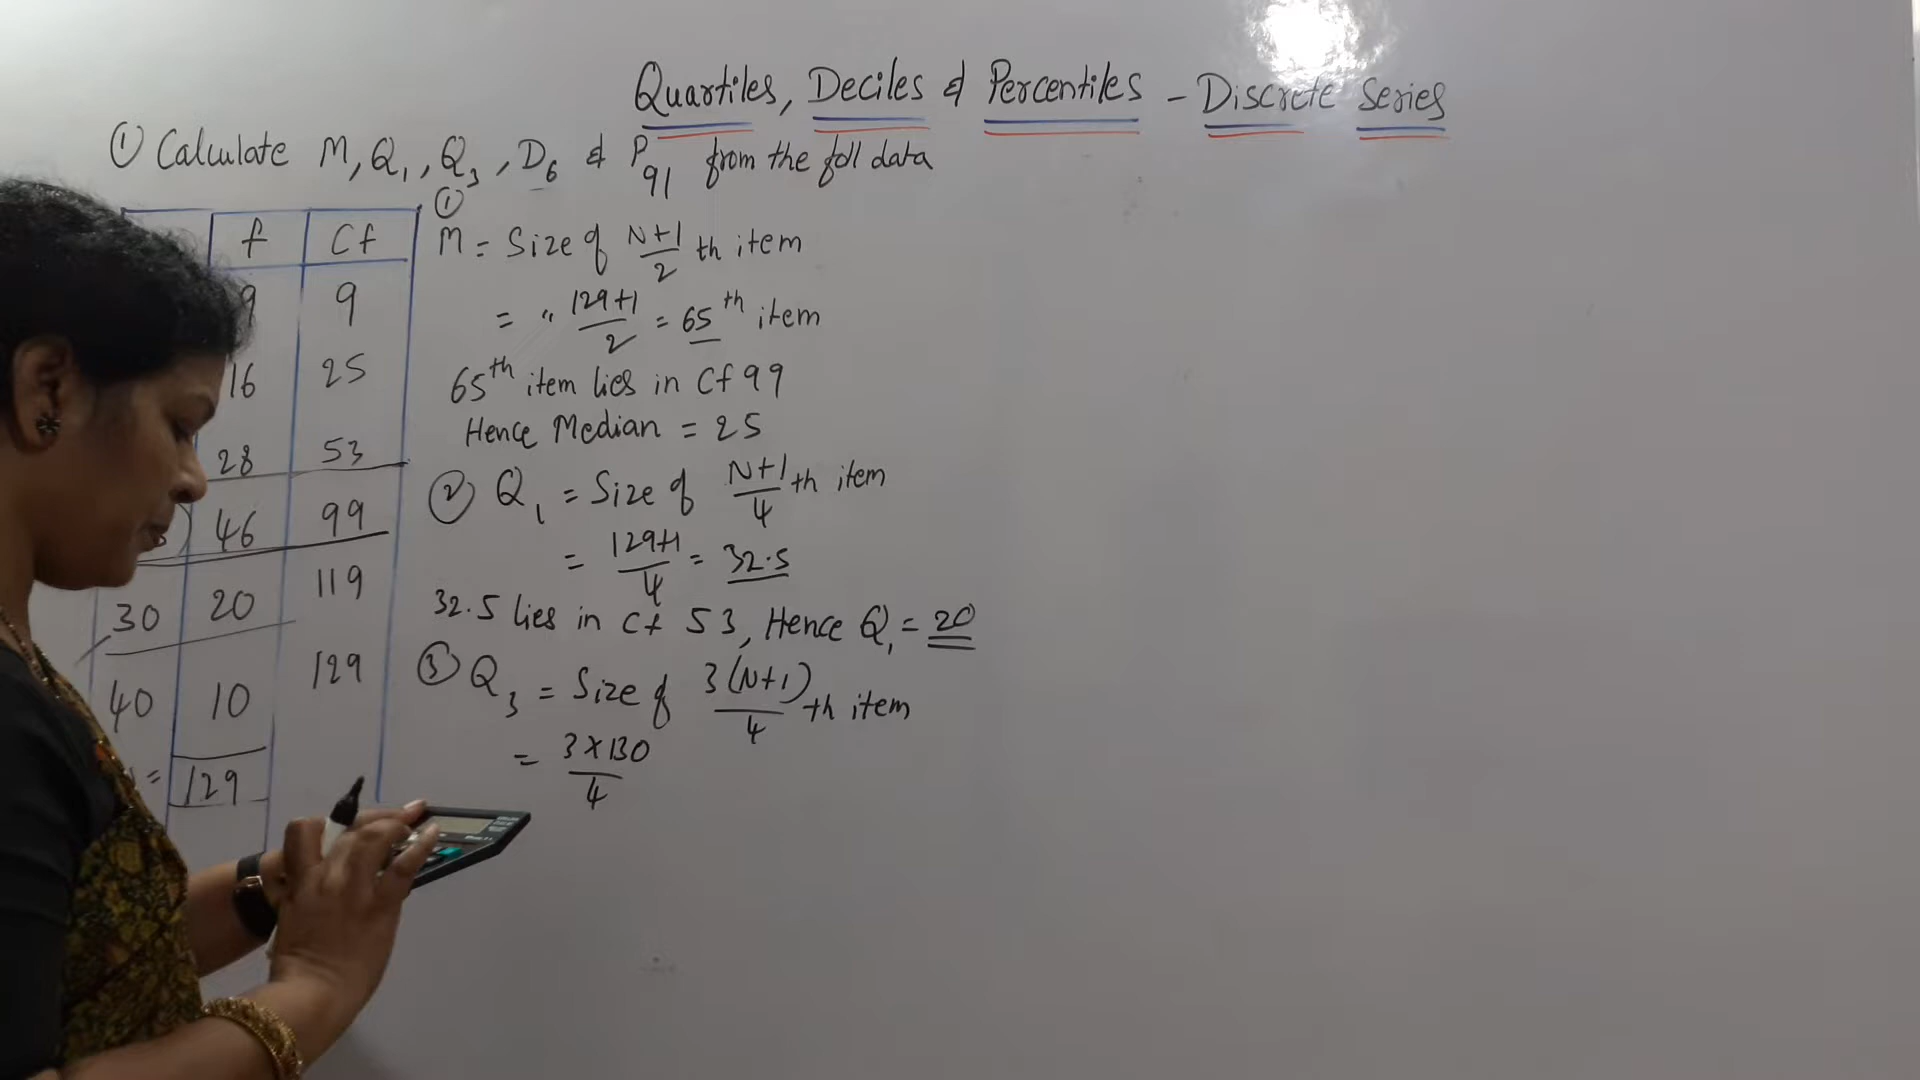 Quartiles, Deciles & Percentiles - Discrete Series
① Calculate M, Q₁, Q₃, D₆ & P₉₁ from the foll data
f Cf
9 9
16 25
28 53
46 99
30 20 119
40 10 129
= 129
①
M = Size of N+1/2 th item
= " 129+1/2 = 65th item
65th item lies in Cf 99
Hence Median = 25
② Q₁ = Size of N+1/4 th item
= 129+1/4 = 32.5
32.5 lies in Cf 53, Hence Q₁ = 20
③ Q₃ = Size of 3(N+1)/4 th item
= 3×130/4